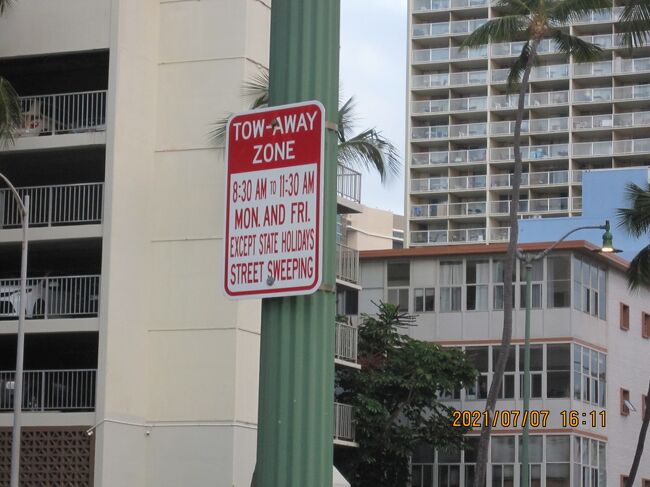 TOW-AWAY
ZONE
8:30 AM TO 11:30 AM
MON. AND FRI.
EXCEPT STATE HOLIDAYS
STREET SWEEPING
2021/07/07 16:11